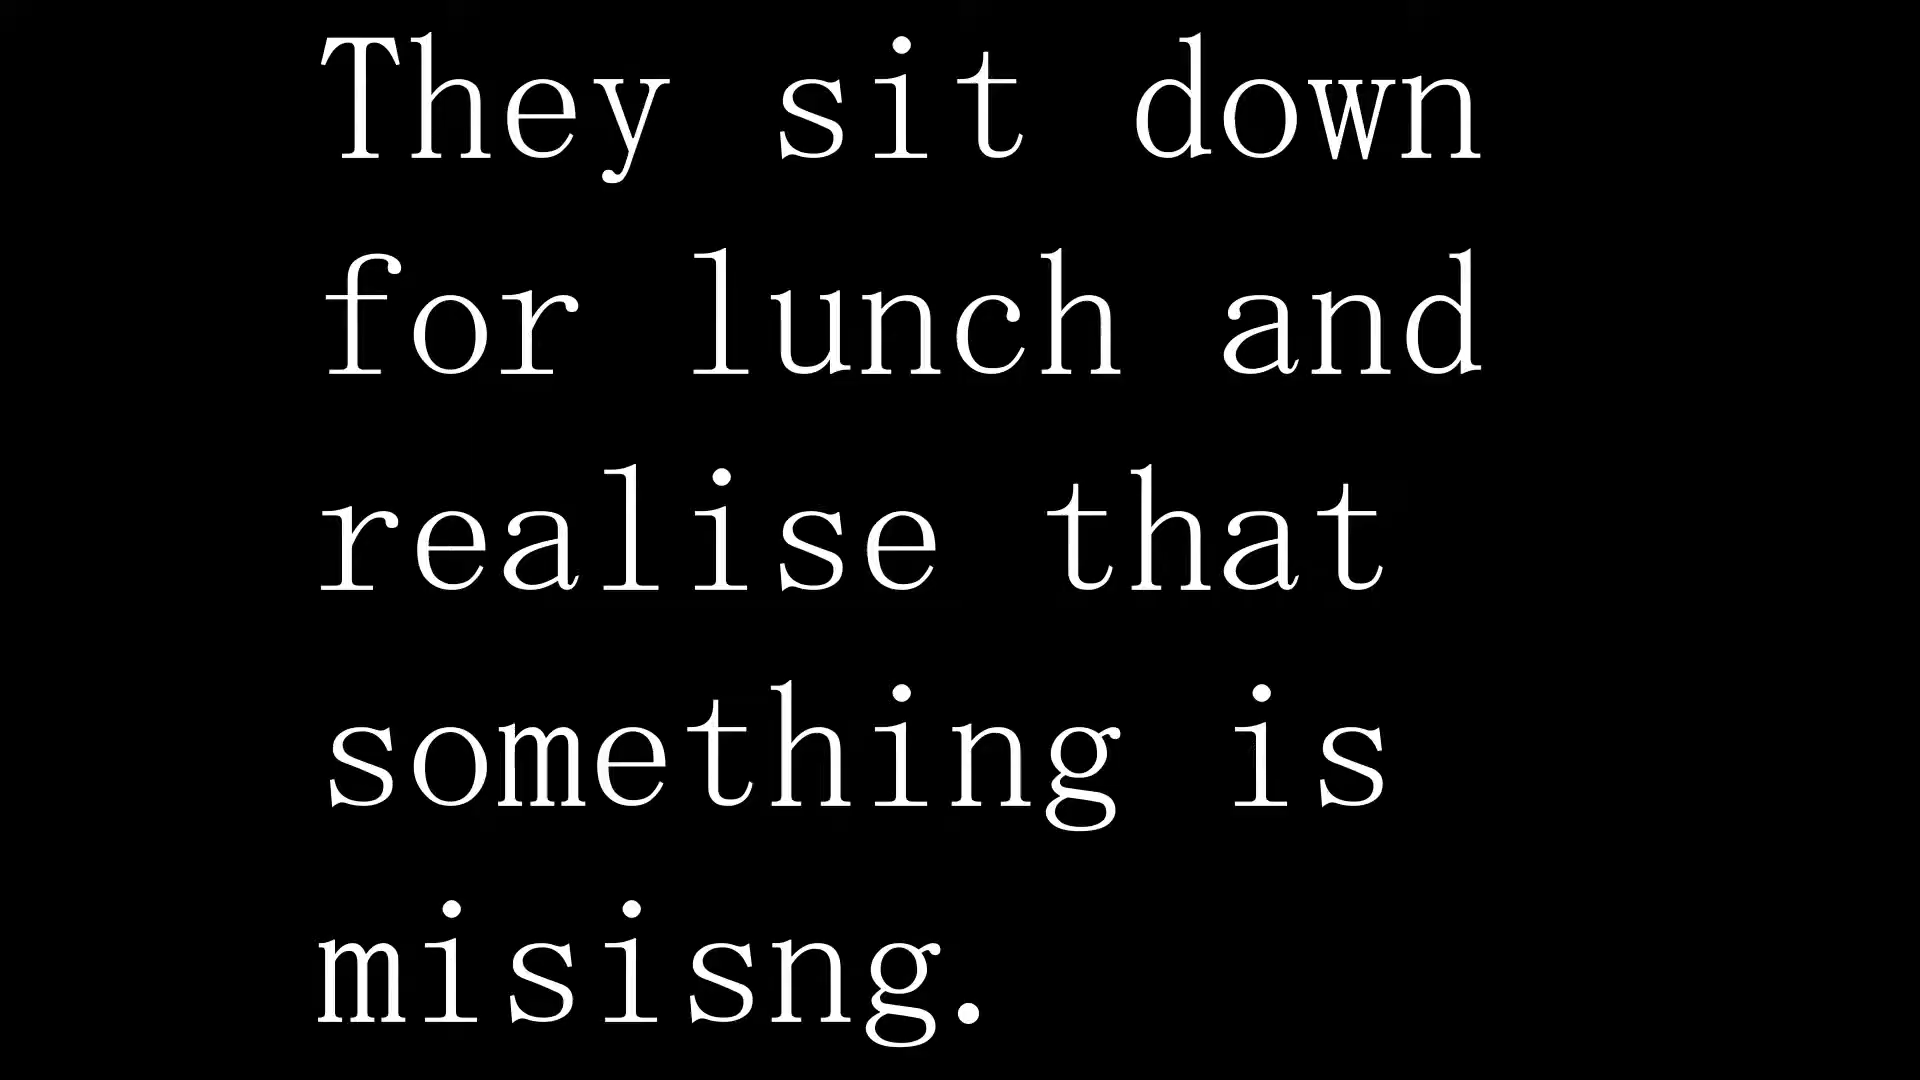 They sit down
for lunch and
realise that
something is
misisng.